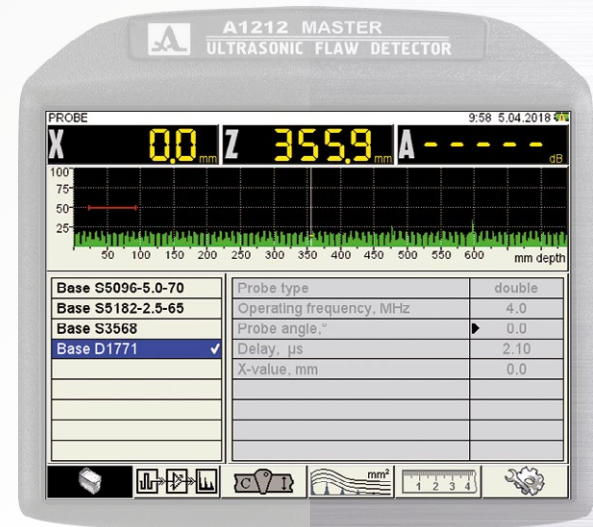 A1212 MASTER
ULTRASONIC FLAW DETECTOR
PROBE 9:58 5.04.2018
X 0.0 mm Z 355.9 mm A ----- dB
100
75
50
25
50 100 150 200 250 300 350 400 450 500 550 600 mm depth
Base S5096-5.0-70 Probe type double
Base S5182-2.5-65 Operating frequency, MHz 4.0
Base S3568 Probe angle,° 0.0
Base D1771 Delay, µs 2.10
X-value, mm 0.0
C I mm² 1 2 3 4